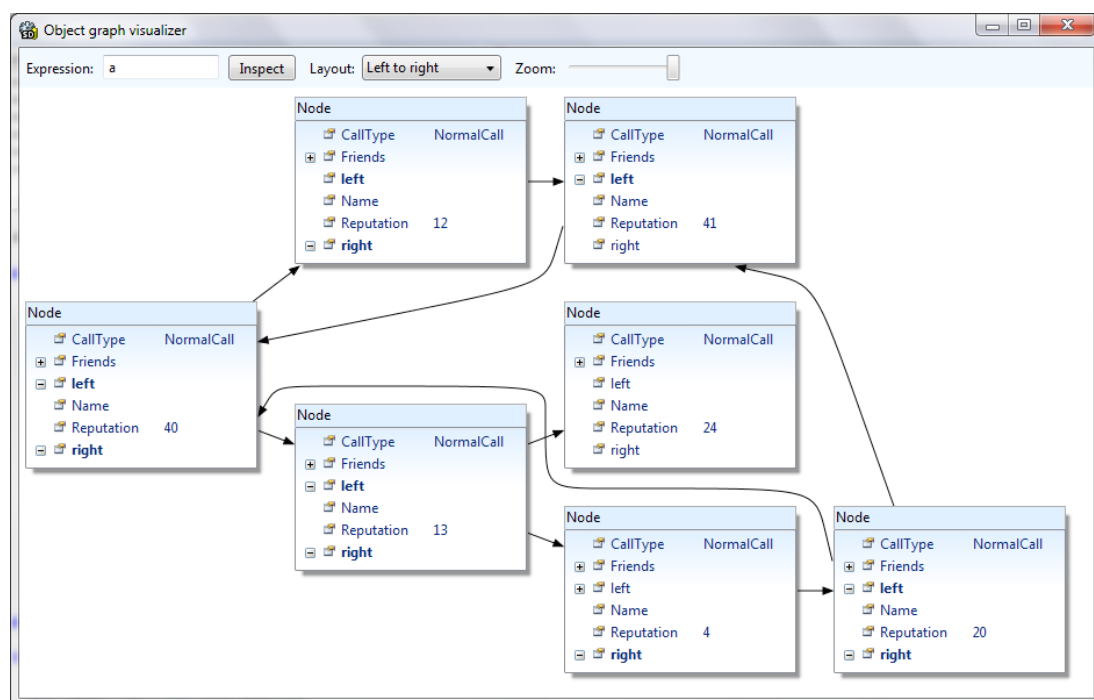 Object graph visualizer
Expression: a Inspect Layout: Left to right Zoom:
Node
CallType NormalCall
Friends
left
Name
Reputation 12
right
Node
CallType NormalCall
Friends
left
Name
Reputation 41
right
Node
CallType NormalCall
Friends
left
Name
Reputation 40
right
Node
CallType NormalCall
Friends
left
Name
Reputation 24
right
Node
CallType NormalCall
Friends
left
Name
Reputation 13
right
Node
CallType NormalCall
Friends
left
Name
Reputation 4
right
Node
CallType NormalCall
Friends
left
Name
Reputation 20
right